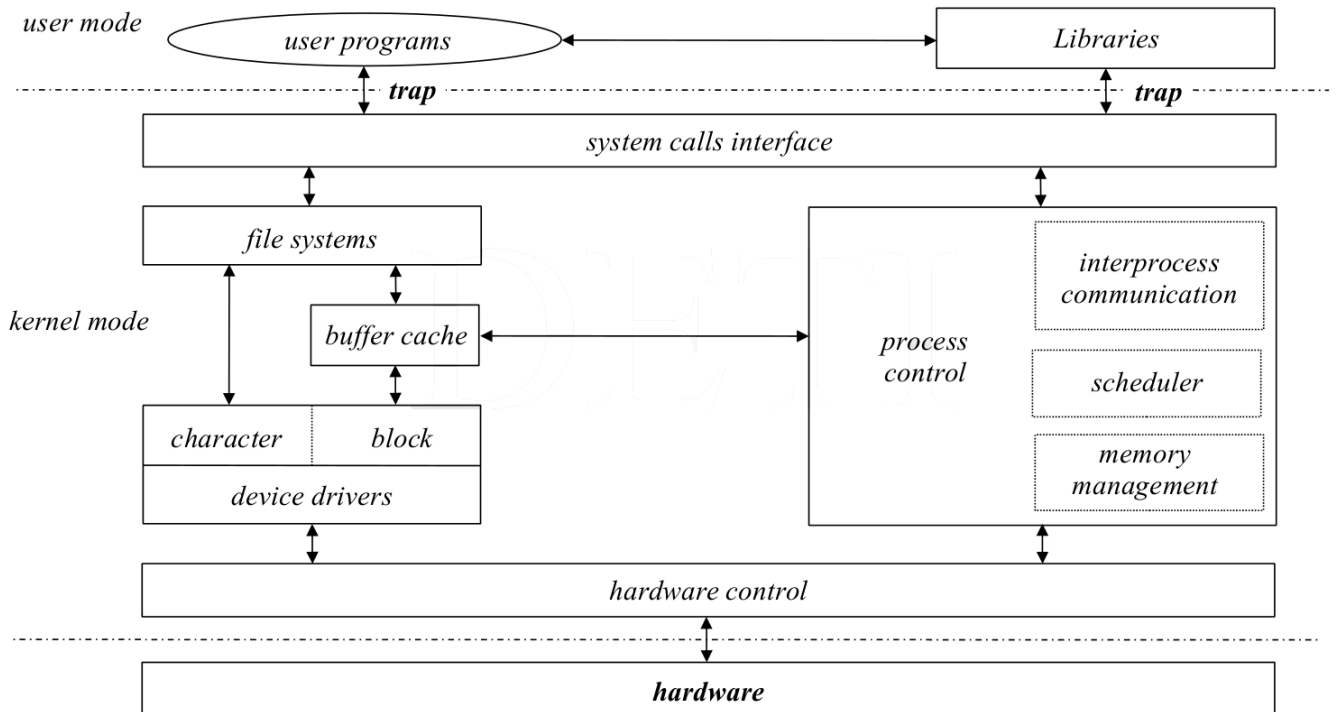 user mode
user programs
Libraries
trap
trap
system calls interface
file systems
interprocess
communication
kernel mode
buffer cache
process
control
scheduler
character
block
memory
management
device drivers
hardware control
hardware
DETI